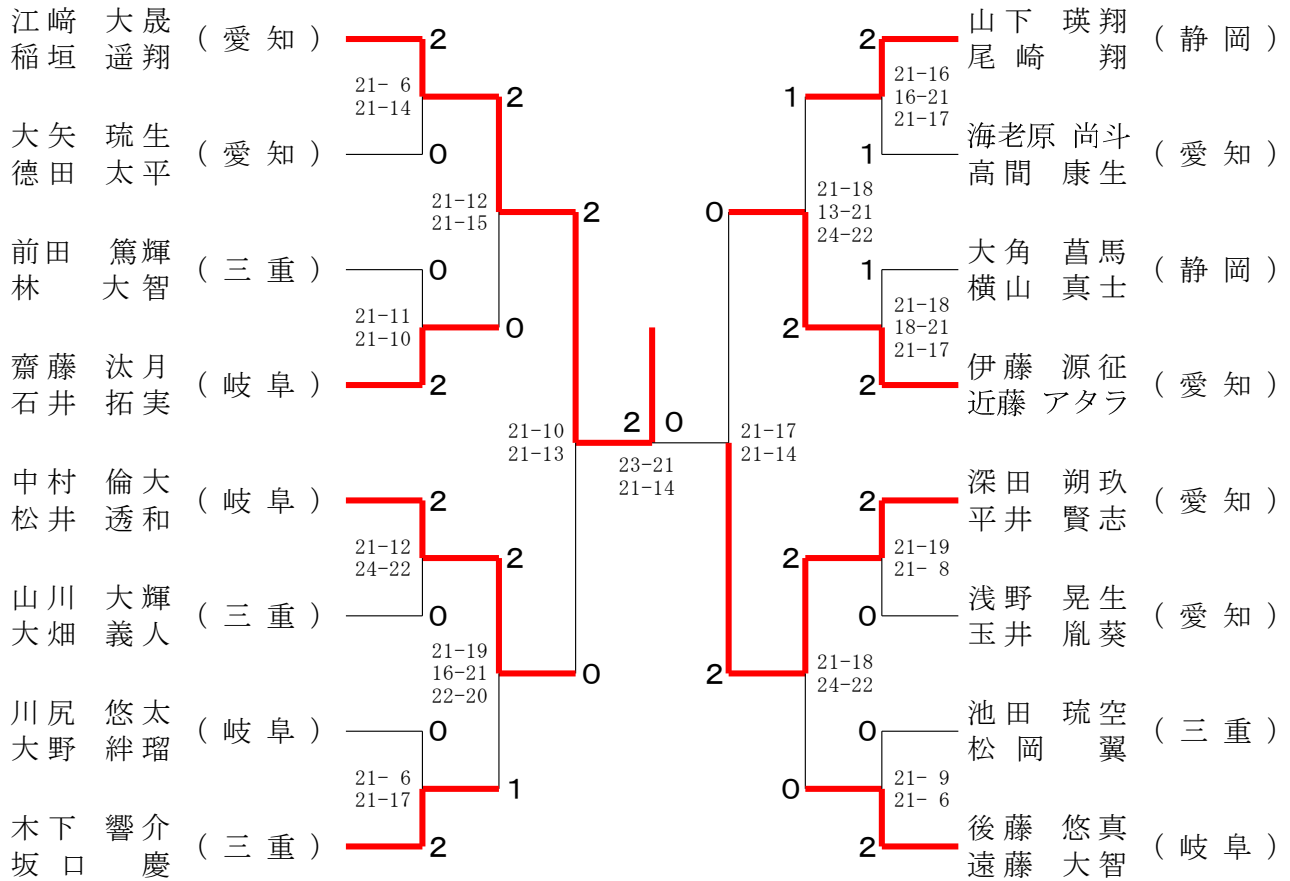 江﨑 大晟
稲垣 遥翔
(愛知)
2
21- 6
21-14
2
大矢 琉生
德田 太平
(愛知)
0
21-12
21-15
2
前田 篤輝
林 大智
(三重)
0
21-11
21-10
0
齋藤 汰月
石井 拓実
(岐阜)
2
21-10
21-13
中村 倫大
松井 透和
(岐阜)
2
21-12
24-22
2
山川 大輝
大畑 義人
(三重)
0
21-19
16-21
22-20
0
川尻 悠太
大野 絆瑠
(岐阜)
0
21- 6
21-17
1
木下 響介
坂口 慶
(三重)
2
2 0
23-21
21-14
山下 瑛翔
尾崎 翔
(静岡)
2
21-16
16-21
21-17
1
海老原 尚斗
高間 康生
(愛知)
1
21-18
13-21
24-22
0
大角 菖馬
横山 真士
(静岡)
1
21-18
18-21
21-17
2
伊藤 源征
近藤 アタラ
(愛知)
2
21-17
21-14
深田 朔玖
平井 賢志
(愛知)
2
21-19
21- 8
2
浅野 晃生
玉井 胤葵
(愛知)
0
21-18
24-22
2
池田 琉空
松岡 翼
(三重)
0
21- 9
21- 6
0
後藤 悠真
遠藤 大智
(岐阜)
2